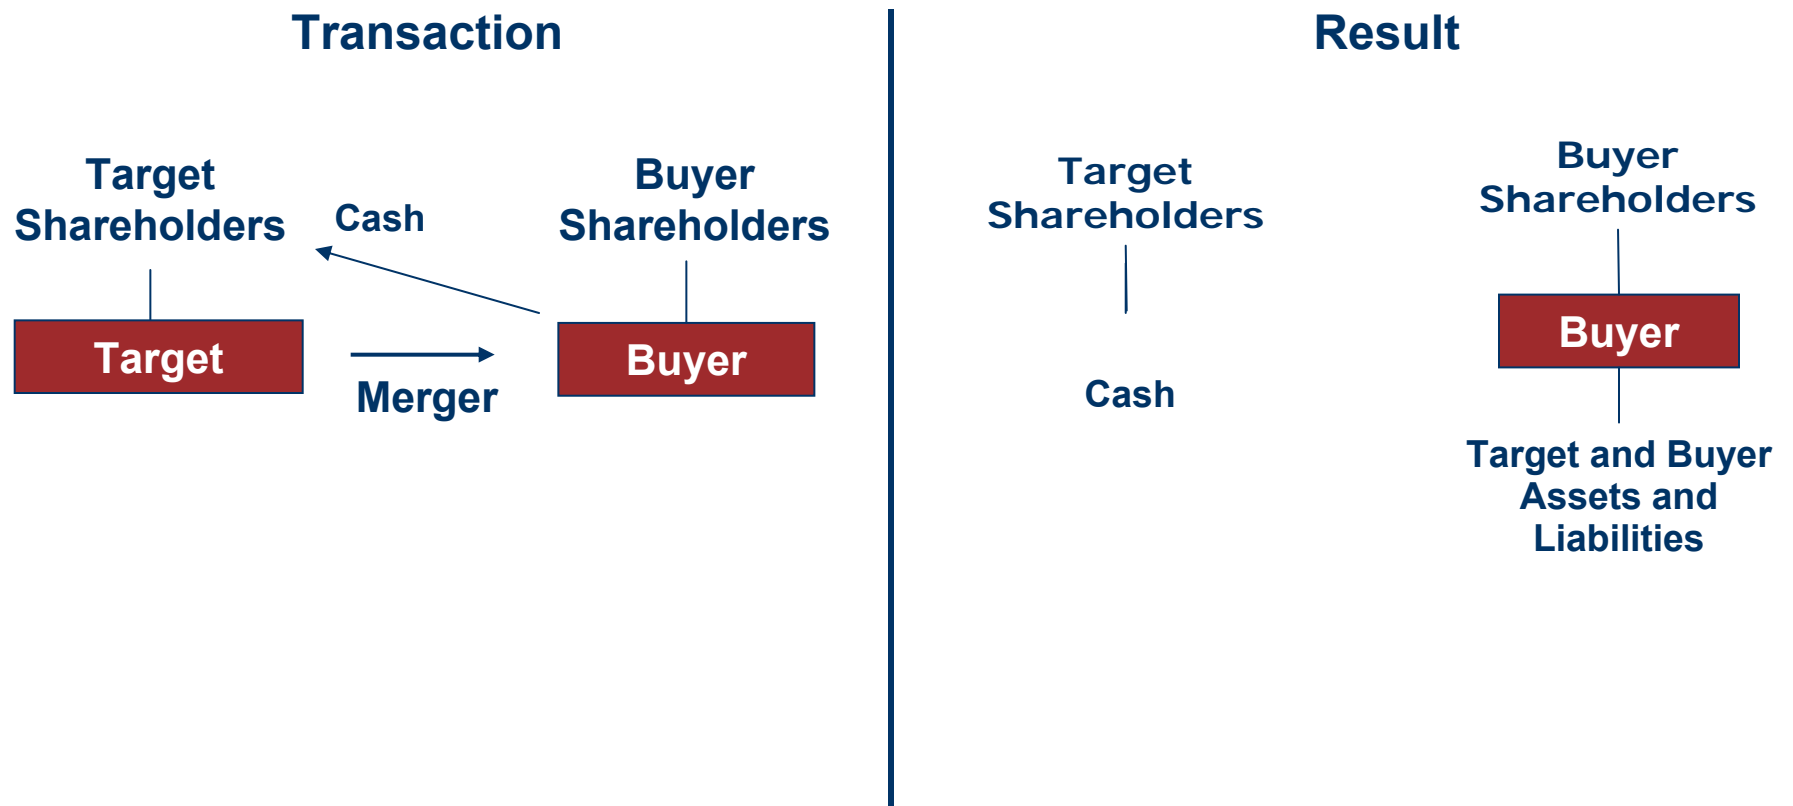 Transaction
Target
Shareholders
Cash
Buyer
Shareholders
Target
Merger
Buyer
Result
Target
Shareholders
Cash
Buyer
Shareholders
Buyer
Target and Buyer
Assets and
Liabilities